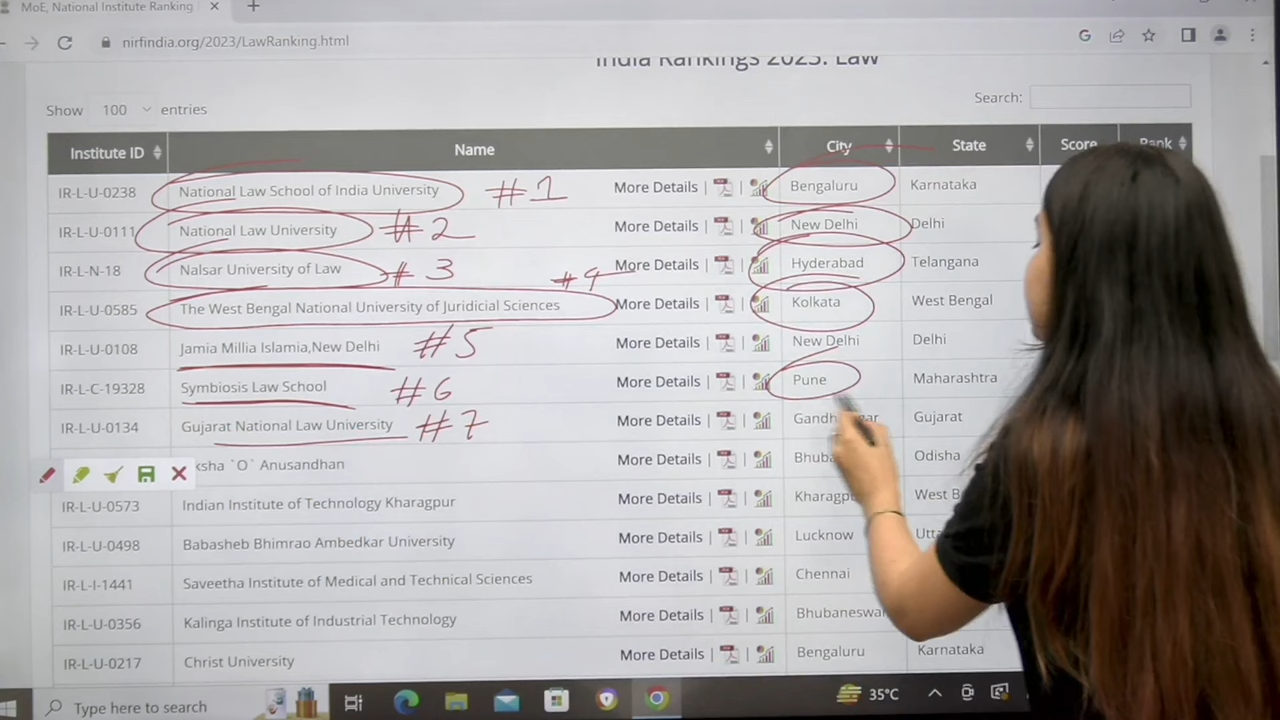 MoE, National Institute Ranking
nirfindia.org/2023/LawRanking.html
India Rankings 2023: Law
Show 100 entries Search:
Institute ID Name City State Score Rank
IR-L-U-0238 National Law School of India University #1 More Details | | Bengaluru Karnataka
IR-L-U-0111 National Law University #2 More Details | | New Delhi Delhi
IR-L-N-18 Nalsar University of Law #3 More Details | | Hyderabad Telangana
#4
IR-L-U-0585 The West Bengal National University of Juridicial Sciences More Details | | Kolkata West Bengal
IR-L-U-0108 Jamia Millia Islamia,New Delhi #5 More Details | | New Delhi Delhi
IR-L-C-19328 Symbiosis Law School #6 More Details | | Pune Maharashtra
IR-L-U-0134 Gujarat National Law University #7 More Details | | Gujarat
ksha `O` Anusandhan More Details | | Odisha
IR-L-U-0573 Indian Institute of Technology Kharagpur More Details | | West B
IR-L-U-0498 Babasheb Bhimrao Ambedkar University More Details | | Lucknow
IR-L-I-1441 Saveetha Institute of Medical and Technical Sciences More Details | | Chennai
IR-L-U-0356 Kalinga Institute of Industrial Technology More Details | | Bhubaneswa
IR-L-U-0217 Christ University More Details | | Bengaluru Karnataka
Type here to search 35°C